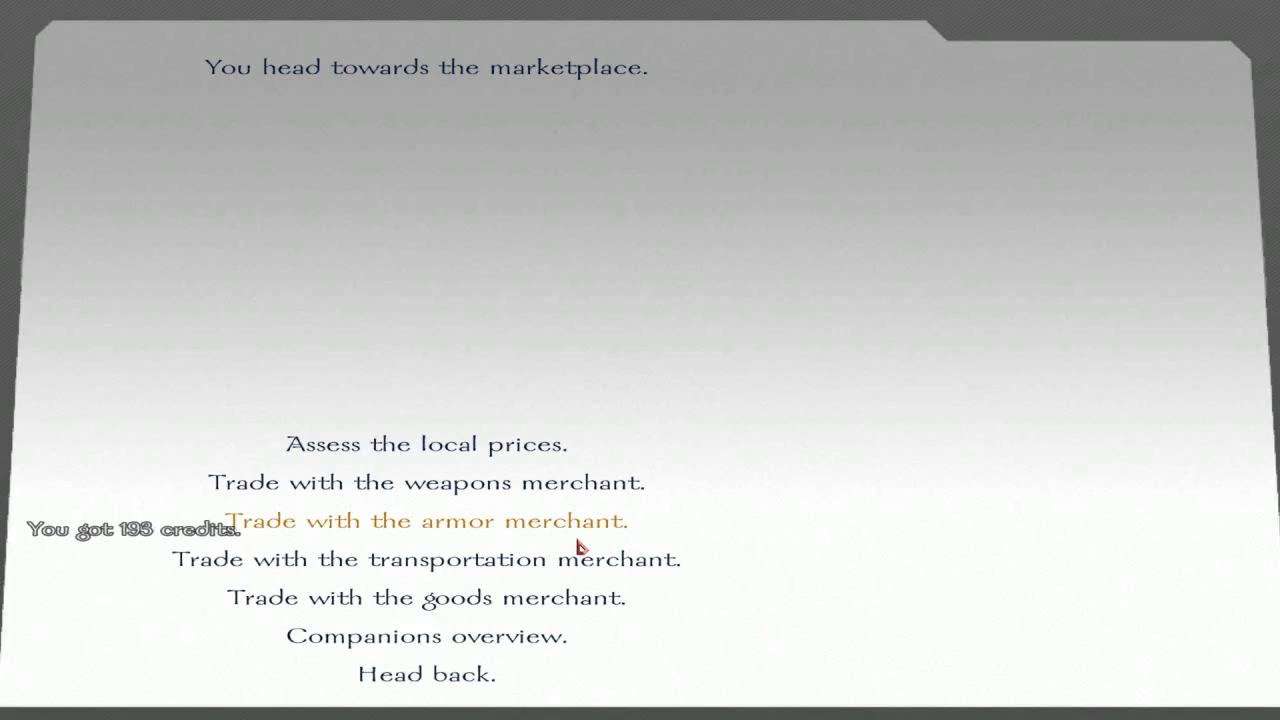 You head towards the marketplace.
Assess the local prices.
Trade with the weapons merchant.
Trade with the armor merchant.
You got 193 credits.
Trade with the transportation merchant.
Trade with the goods merchant.
Companions overview.
Head back.